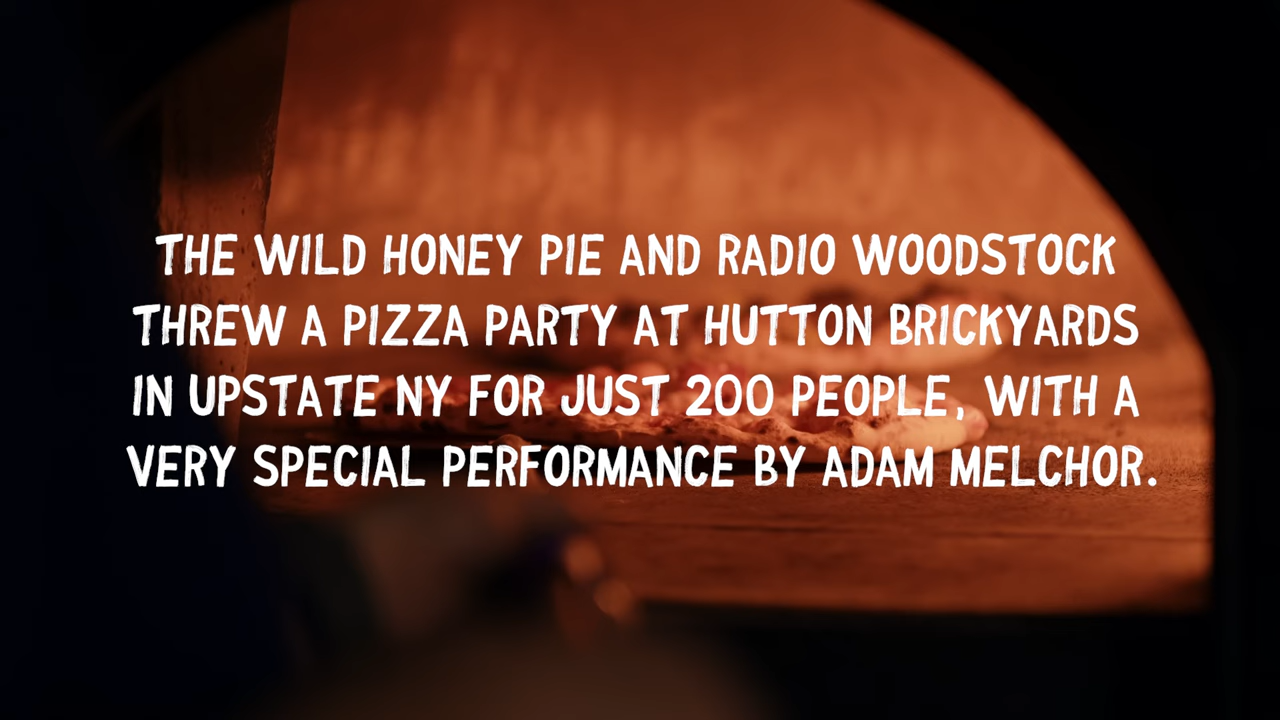 THE WILD HONEY PIE AND RADIO WOODSTOCK
THREW A PIZZA PARTY AT HUTTON BRICKYARDS
IN UPSTATE NY FOR JUST 200 PEOPLE, WITH A
VERY SPECIAL PERFORMANCE BY ADAM MELCHOR.